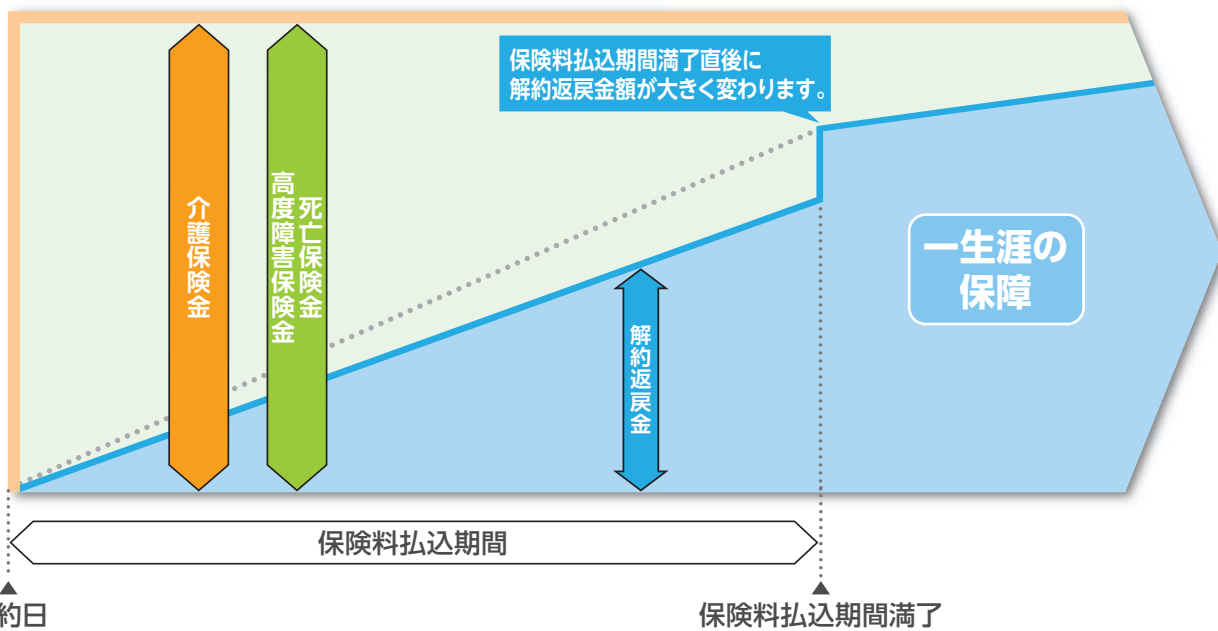 保険料払込期間満了直後に
解約返戻金額が大きく変わります。
介護保険金
死亡保険金
高度障害保険金
解約返戻金
一生涯の
保障
保険料払込期間
約日
保険料払込期間満了